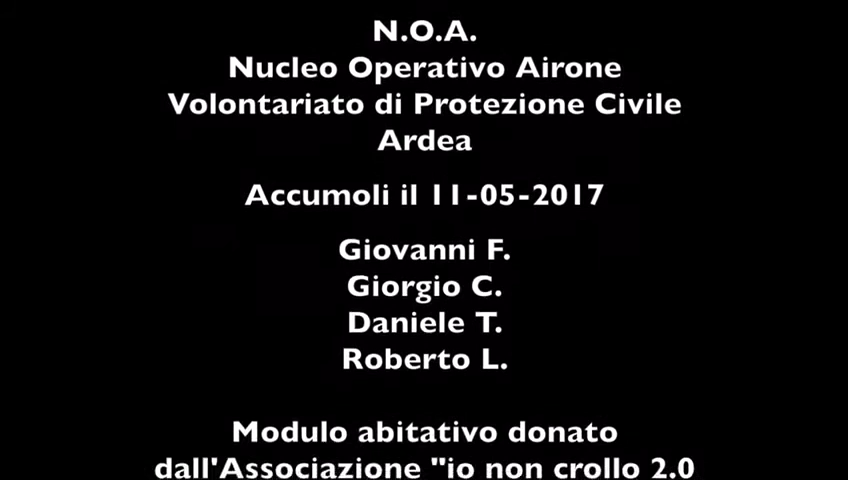 N.O.A.
Nucleo Operativo Airone
Volontariato di Protezione Civile
Ardea
Accumoli il 11-05-2017
Giovanni F.
Giorgio C.
Daniele T.
Roberto L.
Modulo abitativo donato
dall'Associazione "io non crollo 2.0